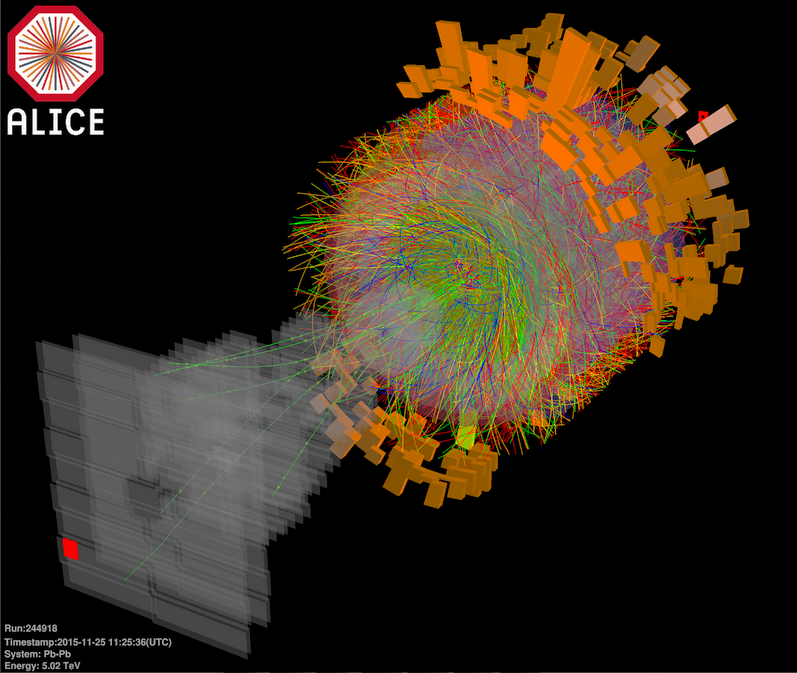 ALICE
Run:244918
Timestamp:2015-11-25 11:25:36(UTC)
System: Pb-Pb
Energy: 5.02 TeV